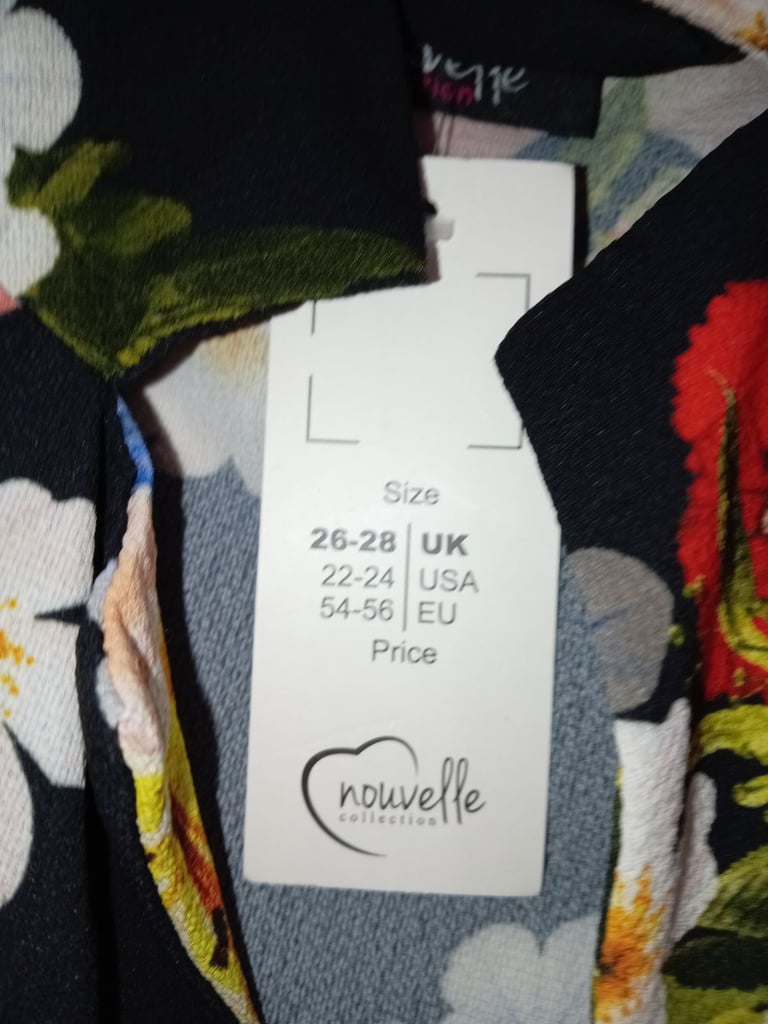 Size
26-28 UK
22-24 USA
54-56 EU
Price
nouvelle
collection